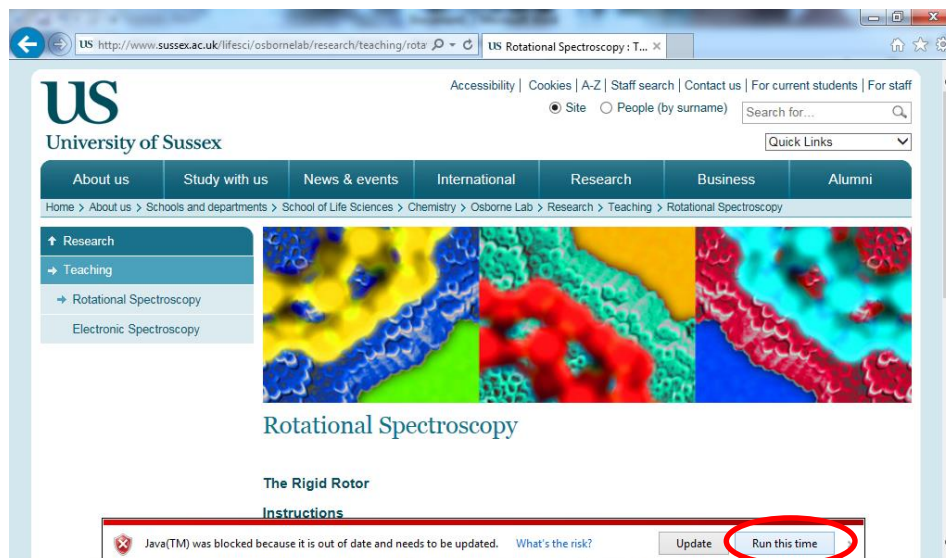 US http://www.sussex.ac.uk/lifesci/osbornelab/research/teaching/rota
US Rotational Spectroscopy : T...
Accessibility | Cookies | A-Z | Staff search | Contact us | For current students | For staff
US
University of Sussex
Site People (by surname) Search for...
Quick Links
About us Study with us News & events International Research Business Alumni
Home > About us > Schools and departments > School of Life Sciences > Chemistry > Osborne Lab > Research > Teaching > Rotational Spectroscopy
Research
Teaching
Rotational Spectroscopy
Electronic Spectroscopy
Rotational Spectroscopy
The Rigid Rotor
Instructions
Java(TM) was blocked because it is out of date and needs to be updated. What's the risk? Update Run this time